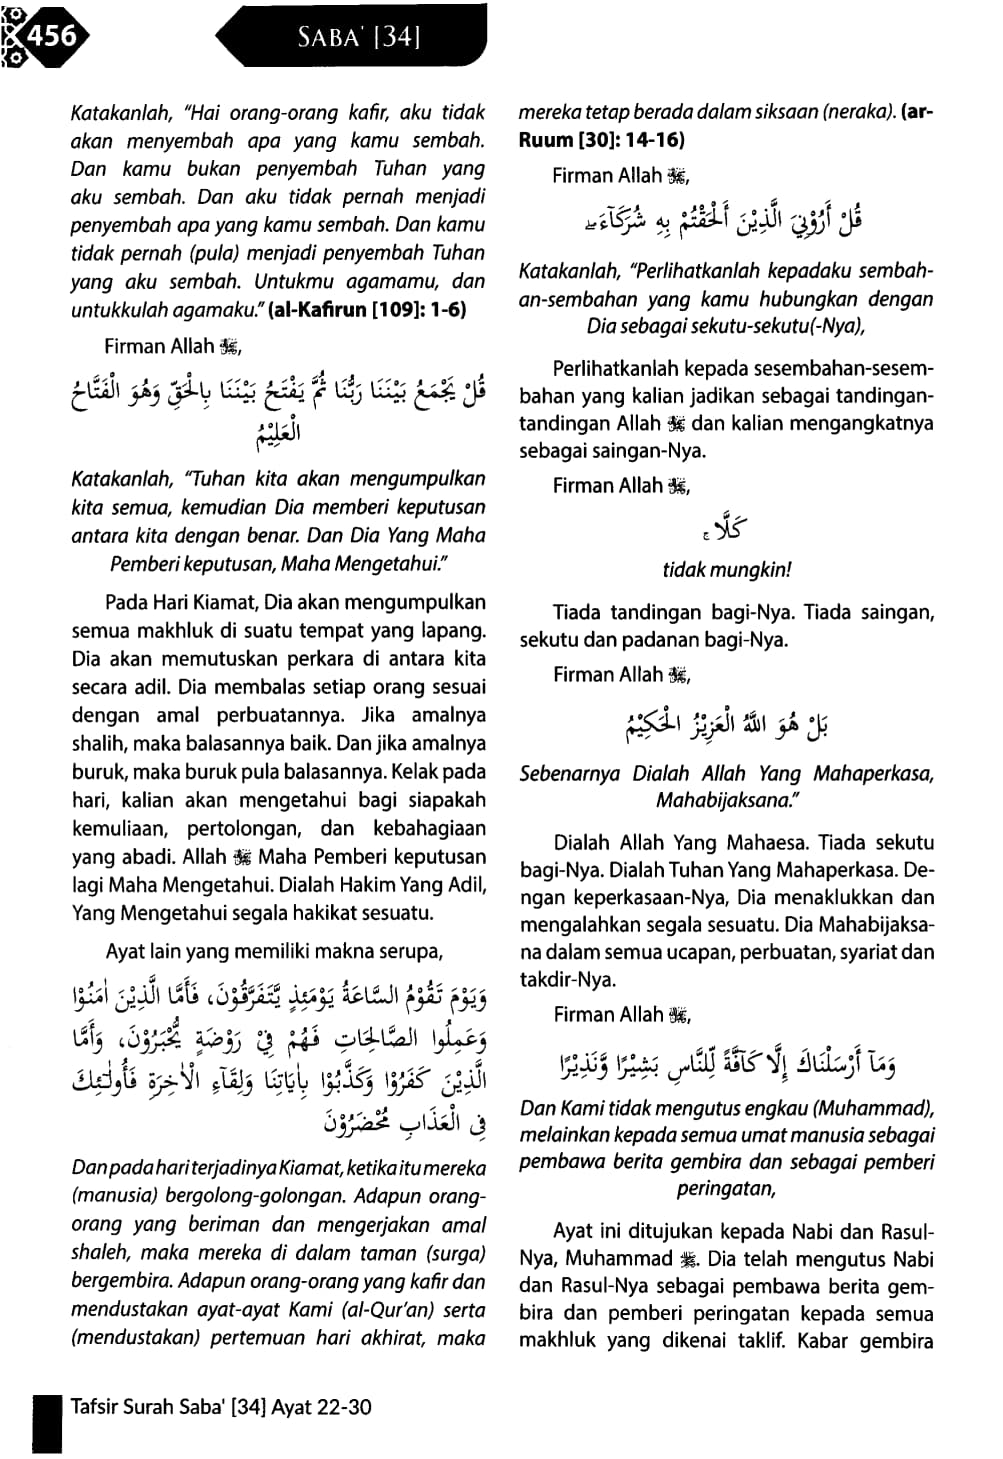 456
SABA' [34]
Katakanlah, "Hai orang-orang kafir, aku tidak
akan menyembah apa yang kamu sembah.
Dan kamu bukan penyembah Tuhan yang
aku sembah. Dan aku tidak pernah menjadi
penyembah apa yang kamu sembah. Dan kamu
tidak pernah (pula) menjadi penyembah Tuhan
yang aku sembah. Untukmu agamamu, dan
untukkulah agamaku." (al-Kafirun [109]: 1-6)
Firman Allah ﷻ,
قُلْ يَجْمَعُ بَيْنَنَا رَبُّنَا ثُمَّ يَفْتَحُ بَيْنَنَا بِالْحَقِّ وَهُوَ الْفَتَّاحُ
الْعَلِيْمُ
Katakanlah, "Tuhan kita akan mengumpulkan
kita semua, kemudian Dia memberi keputusan
antara kita dengan benar. Dan Dia Yang Maha
Pemberi keputusan, Maha Mengetahui."
Pada Hari Kiamat, Dia akan mengumpulkan
semua makhluk di suatu tempat yang lapang.
Dia akan memutuskan perkara di antara kita
secara adil. Dia membalas setiap orang sesuai
dengan amal perbuatannya. Jika amalnya
shalih, maka balasannya baik. Dan jika amalnya
buruk, maka buruk pula balasannya. Kelak pada
hari, kalian akan mengetahui bagi siapakah
kemuliaan, pertolongan, dan kebahagiaan
yang abadi. Allah ﷻ Maha Pemberi keputusan
lagi Maha Mengetahui. Dialah Hakim Yang Adil,
Yang Mengetahui segala hakikat sesuatu.
Ayat lain yang memiliki makna serupa,
وَيَوْمَ تَقُوْمُ السَّاعَةُ يَوْمَئِذٍ يَّتَفَرَّقُوْنَ، فَأَمَّا الَّذِيْنَ اٰمَنُوْا
وَعَمِلُوا الصَّالِحَاتِ فَهُمْ فِيْ رَوْضَةٍ يُّحْبَرُوْنَ، وَأَمَّا
الَّذِيْنَ كَفَرُوْا وَكَذَّبُوْا بِاٰيَاتِنَا وَلِقَآءِ الْاٰخِرَةِ فَأُولٰٓئِكَ
فِى الْعَذَابِ مُحْضَرُوْنَ
Dan pada hari terjadinya Kiamat, ketika itu mereka
(manusia) bergolong-golongan. Adapun orang-
orang yang beriman dan mengerjakan amal
shaleh, maka mereka di dalam taman (surga)
bergembira. Adapun orang-orang yang kafir dan
mendustakan ayat-ayat Kami (al-Qur'an) serta
(mendustakan) pertemuan hari akhirat, maka
mereka tetap berada dalam siksaan (neraka). (ar-
Ruum [30]: 14-16)
Firman Allah ﷻ,
قُلْ أَرُوْنِيَ الَّذِيْنَ أَلْحَقْتُمْ بِهِ شُرَكَآءَ ۖ
Katakanlah, "Perlihatkanlah kepadaku sembah-
an-sembahan yang kamu hubungkan dengan
Dia sebagai sekutu-sekutu(-Nya),
Perlihatkanlah kepada sesembahan-sesem-
bahan yang kalian jadikan sebagai tandingan-
tandingan Allah ﷻ dan kalian mengangkatnya
sebagai saingan-Nya.
Firman Allah ﷻ,
كَلَّا ۚ
tidak mungkin!
Tiada tandingan bagi-Nya. Tiada saingan,
sekutu dan padanan bagi-Nya.
Firman Allah ﷻ,
بَلْ هُوَ اللّٰهُ الْعَزِيْزُ الْحَكِيْمُ
Sebenarnya Dialah Allah Yang Mahaperkasa,
Mahabijaksana."
Dialah Allah Yang Mahaesa. Tiada sekutu
bagi-Nya. Dialah Tuhan Yang Mahaperkasa. De-
ngan keperkasaan-Nya, Dia menaklukkan dan
mengalahkan segala sesuatu. Dia Mahabijaksa-
na dalam semua ucapan, perbuatan, syariat dan
takdir-Nya.
Firman Allah ﷻ,
وَمَآ أَرْسَلْنَاكَ إِلَّا كَآفَّةً لِّلنَّاسِ بَشِيْرًا وَّنَذِيْرًا
Dan Kami tidak mengutus engkau (Muhammad),
melainkan kepada semua umat manusia sebagai
pembawa berita gembira dan sebagai pemberi
peringatan,
Ayat ini ditujukan kepada Nabi dan Rasul-
Nya, Muhammad ﷺ. Dia telah mengutus Nabi
dan Rasul-Nya sebagai pembawa berita gem-
bira dan pemberi peringatan kepada semua
makhluk yang dikenai taklif. Kabar gembira
Tafsir Surah Saba' [34] Ayat 22-30